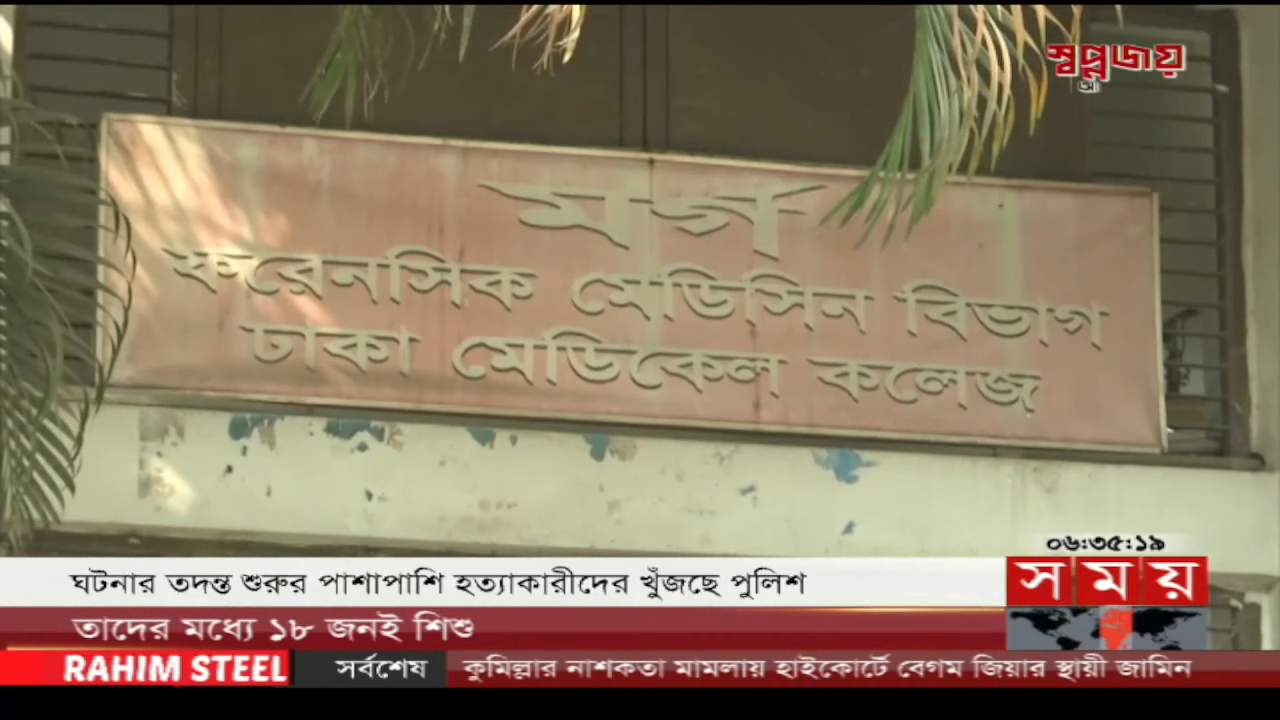 স্বপ্নজয়
মর্গ
ফরেনসিক মেডিসিন বিভাগ
ঢাকা মেডিকেল কলেজ
০৬:৩৫:১৯
সময়
ঘটনার তদন্ত শুরুর পাশাপাশি হত্যাকারীদের খুঁজছে পুলিশ
তাদের মধ্যে ১৮ জনই শিশু
RAHIM STEEL সর্বশেষ কুমিল্লার নাশকতা মামলায় হাইকোর্টে বেগম জিয়ার স্থায়ী জামিন